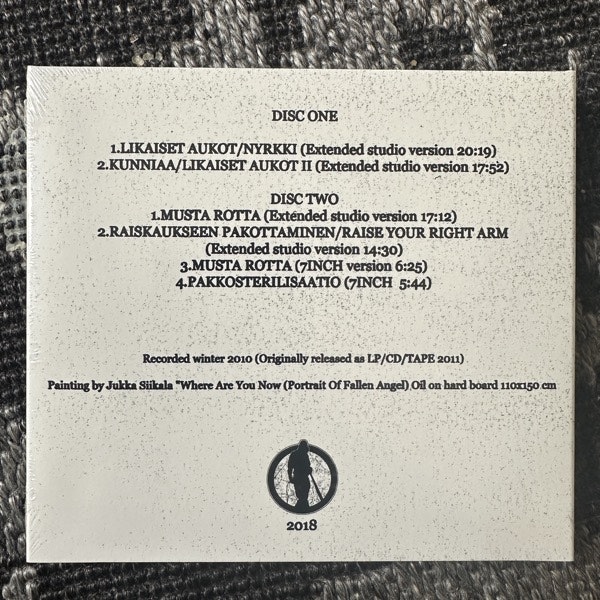 DISC ONE
1.LIKAISET AUKOT/NYRKKI (Extended studio version 20:19)
2.KUNNIAA/LIKAISET AUKOT II (Extended studio version 17:52)
DISC TWO
1.MUSTA ROTTA (Extended studio version 17:12)
2.RAISKAUKSEEN PAKOTTAMINEN/RAISE YOUR RIGHT ARM
(Extended studio version 14:30)
3.MUSTA ROTTA (7INCH version 6:25)
4.PAKKOSTERILISAATIO (7INCH 5:44)
Recorded winter 2010 (Originally released as LP/CD/TAPE 2011)
Painting by Jukka Siikala "Where Are You Now (Portrait Of Fallen Angel) Oil on hard board 110x150 cm
2018